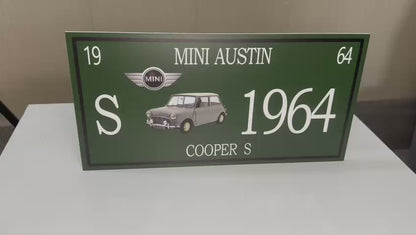 19 MINI AUSTIN 64
MINI
S 1964
COOPER S